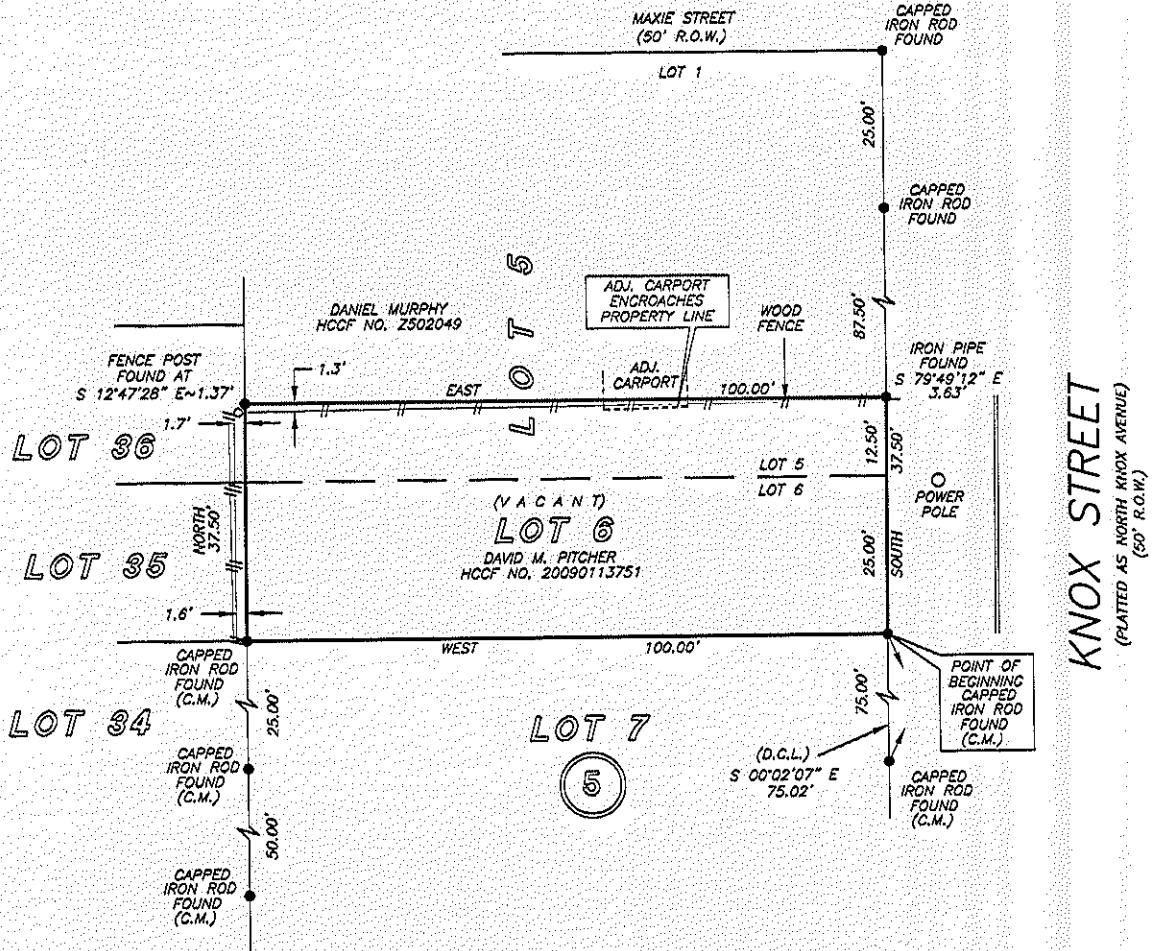 MAXIE STREET
(50' R.O.W.)
LOT 1
CAPPED
IRON ROD
FOUND
25.00'
CAPPED
IRON ROD
FOUND
87.50'
LOT 5
DANIEL MURPHY
HCCF NO. Z502049
ADJ. CARPORT
ENCROACHES
PROPERTY LINE
WOOD
FENCE
IRON PIPE
FOUND
S 79°49'12" E
3.63'
FENCE POST
FOUND AT
S 12°47'28" E~1.37'
1.3'
EAST
ADJ.
CARPORT
100.00'
1.7'
LOT 36
12.50'
37.50'
LOT 5
LOT 6
POWER
POLE
(VACANT)
LOT 6
DAVID M. PITCHER
HCCF NO. 20090113751
NORTH
37.50'
LOT 35
25.00'
SOUTH
1.6'
WEST
100.00'
CAPPED
IRON ROD
FOUND
(C.M.)
POINT OF
BEGINNING
CAPPED
IRON ROD
FOUND
(C.M.)
25.00'
75.00'
LOT 34
LOT 7
5
(D.C.L.)
S 00°02'07" E
75.02'
CAPPED
IRON ROD
FOUND
(C.M.)
CAPPED
IRON ROD
FOUND
(C.M.)
50.00'
CAPPED
IRON ROD
FOUND
(C.M.)
KNOX STREET
(PLATTED AS NORTH KNOX AVENUE)
(50' R.O.W.)